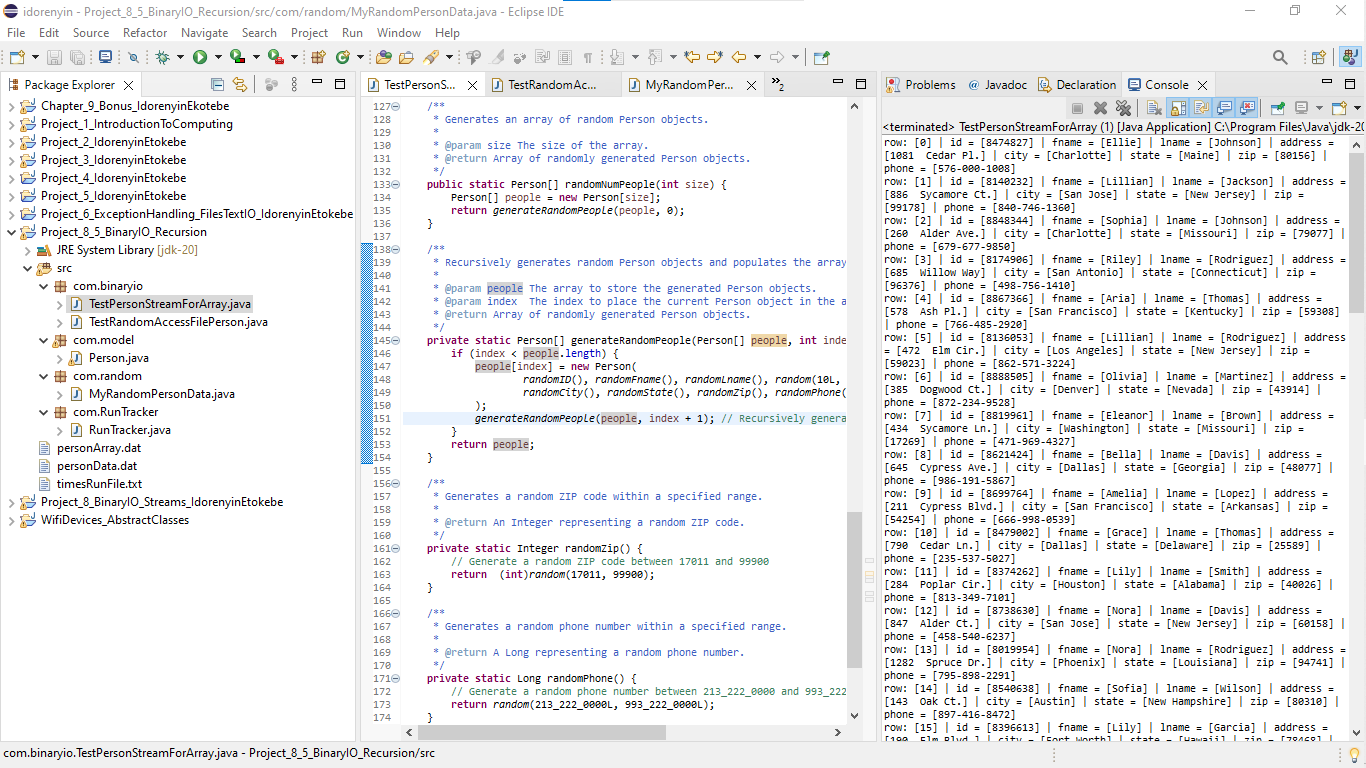 idorenyin - Project_8_5_BinaryIO_Recursion/src/com/random/MyRandomPersonData.java - Eclipse IDE
File Edit Source Refactor Navigate Search Project Run Window Help
Package Explorer
Chapter_9_Bonus_IdorenyinEkotebe
Project_1_IntroductionToComputing
Project_2_IdorenyinEtokebe
Project_3_IdorenyinEtokebe
Project_4_IdorenyinEtokebe
Project_5_IdorenyinEtokebe
Project_6_ExceptionHandling_FilesTextIO_IdorenyinEtokebe
Project_8_5_BinaryIO_Recursion
JRE System Library [jdk-20]
src
com.binaryio
TestPersonStreamForArray.java
TestRandomAccessFilePerson.java
com.model
Person.java
com.random
MyRandomPersonData.java
com.RunTracker
RunTracker.java
personArray.dat
personData.dat
timesRunFile.txt
Project_8_BinaryIO_Streams_IdorenyinEtokebe
WifiDevices_AbstractClasses
TestPersonS... TestRandomAc... MyRandomPer... »2
127 /**
128 * Generates an array of random Person objects.
129 *
130 * @param size The size of the array.
131 * @return Array of randomly generated Person objects.
132 */
133 public static Person[] randomNumPeople(int size) {
134 Person[] people = new Person[size];
135 return generateRandomPeople(people, 0);
136 }
137
138 /**
139 * Recursively generates random Person objects and populates the array
140 *
141 * @param people The array to store the generated Person objects.
142 * @param index The index to place the current Person object in the a
143 * @return Array of randomly generated Person objects.
144 */
145 private static Person[] generateRandomPeople(Person[] people, int inde
146 if (index < people.length) {
147 people[index] = new Person(
148 randomID(), randomFname(), randomLname(), random(10L,
149 randomCity(), randomState(), randomZip(), randomPhone(
150 );
151 generateRandomPeople(people, index + 1); // Recursively genera
152 }
153 return people;
154 }
155
156 /**
157 * Generates a random ZIP code within a specified range.
158 *
159 * @return An Integer representing a random ZIP code.
160 */
161 private static Integer randomZip() {
162 // Generate a random ZIP code between 17011 and 99900
163 return (int)random(17011, 99900);
164 }
165
166 /**
167 * Generates a random phone number within a specified range.
168 *
169 * @return A Long representing a random phone number.
170 */
171 private static Long randomPhone() {
172 // Generate a random phone number between 213_222_0000 and 993_222
173 return random(213_222_0000L, 993_222_0000L);
174 }
Problems Javadoc Declaration Console
<terminated> TestPersonStreamForArray (1) [Java Application] C:\Program Files\Java\jdk-20
row: [0] | id = [8474827] | fname = [Ellie] | lname = [Johnson] | address =
[1081 Cedar Pl.] | city = [Charlotte] | state = [Maine] | zip = [80156] |
phone = [576-000-1008]
row: [1] | id = [8140232] | fname = [Lillian] | lname = [Jackson] | address =
[886 Sycamore Ct.] | city = [San Jose] | state = [New Jersey] | zip =
[99178] | phone = [840-746-1360]
row: [2] | id = [8848344] | fname = [Sophia] | lname = [Johnson] | address =
[260 Alder Ave.] | city = [Charlotte] | state = [Missouri] | zip = [79077] |
phone = [679-677-9850]
row: [3] | id = [8174906] | fname = [Riley] | lname = [Rodriguez] | address =
[685 Willow Way] | city = [San Antonio] | state = [Connecticut] | zip =
[96376] | phone = [498-756-1410]
row: [4] | id = [8867366] | fname = [Aria] | lname = [Thomas] | address =
[578 Ash Pl.] | city = [San Francisco] | state = [Kentucky] | zip = [59308]
| phone = [766-485-2920]
row: [5] | id = [8136053] | fname = [Lillian] | lname = [Rodriguez] | address
= [472 Elm Cir.] | city = [Los Angeles] | state = [New Jersey] | zip =
[59023] | phone = [862-571-3224]
row: [6] | id = [8888505] | fname = [Olivia] | lname = [Martinez] | address =
[385 Dogwood Ct.] | city = [Denver] | state = [Nevada] | zip = [43914] |
phone = [872-234-9528]
row: [7] | id = [8819961] | fname = [Eleanor] | lname = [Brown] | address =
[434 Sycamore Ln.] | city = [Washington] | state = [Missouri] | zip =
[17269] | phone = [471-969-4327]
row: [8] | id = [8621424] | fname = [Bella] | lname = [Davis] | address =
[645 Cypress Ave.] | city = [Dallas] | state = [Georgia] | zip = [48077] |
phone = [986-191-5867]
row: [9] | id = [8699764] | fname = [Amelia] | lname = [Lopez] | address =
[211 Cypress Blvd.] | city = [San Francisco] | state = [Arkansas] | zip =
[54254] | phone = [666-998-0539]
row: [10] | id = [8479002] | fname = [Grace] | lname = [Thomas] | address =
[790 Cedar Ln.] | city = [Dallas] | state = [Delaware] | zip = [25589] |
phone = [235-537-5027]
row: [11] | id = [8374262] | fname = [Lily] | lname = [Smith] | address =
[284 Poplar Cir.] | city = [Houston] | state = [Alabama] | zip = [40026] |
phone = [813-349-7101]
row: [12] | id = [8738630] | fname = [Nora] | lname = [Davis] | address =
[847 Alder Ct.] | city = [San Jose] | state = [New Jersey] | zip = [60158] |
phone = [458-540-6237]
row: [13] | id = [8019954] | fname = [Nora] | lname = [Rodriguez] | address =
[1282 Spruce Dr.] | city = [Phoenix] | state = [Louisiana] | zip = [94741] |
phone = [795-898-2291]
row: [14] | id = [8540638] | fname = [Sofia] | lname = [Wilson] | address =
[143 Oak Ct.] | city = [Austin] | state = [New Hampshire] | zip = [80310] |
phone = [897-416-8472]
row: [15] | id = [8396613] | fname = [Lily] | lname = [Garcia] | address =
[190 Elm Blvd.] | city = [Fort Worth] | state = [Hawaii] | zip = [78468] |
com.binaryio.TestPersonStreamForArray.java - Project_8_5_BinaryIO_Recursion/src